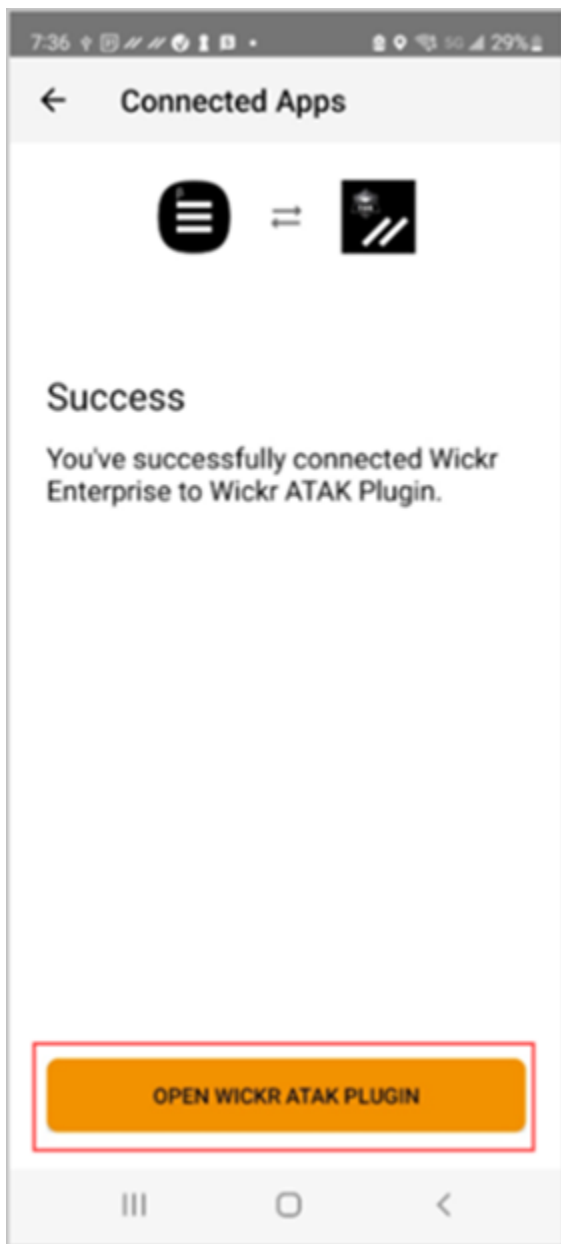 7:36 5G 29%
Connected Apps
Success
You've successfully connected Wickr
Enterprise to Wickr ATAK Plugin.
OPEN WICKR ATAK PLUGIN